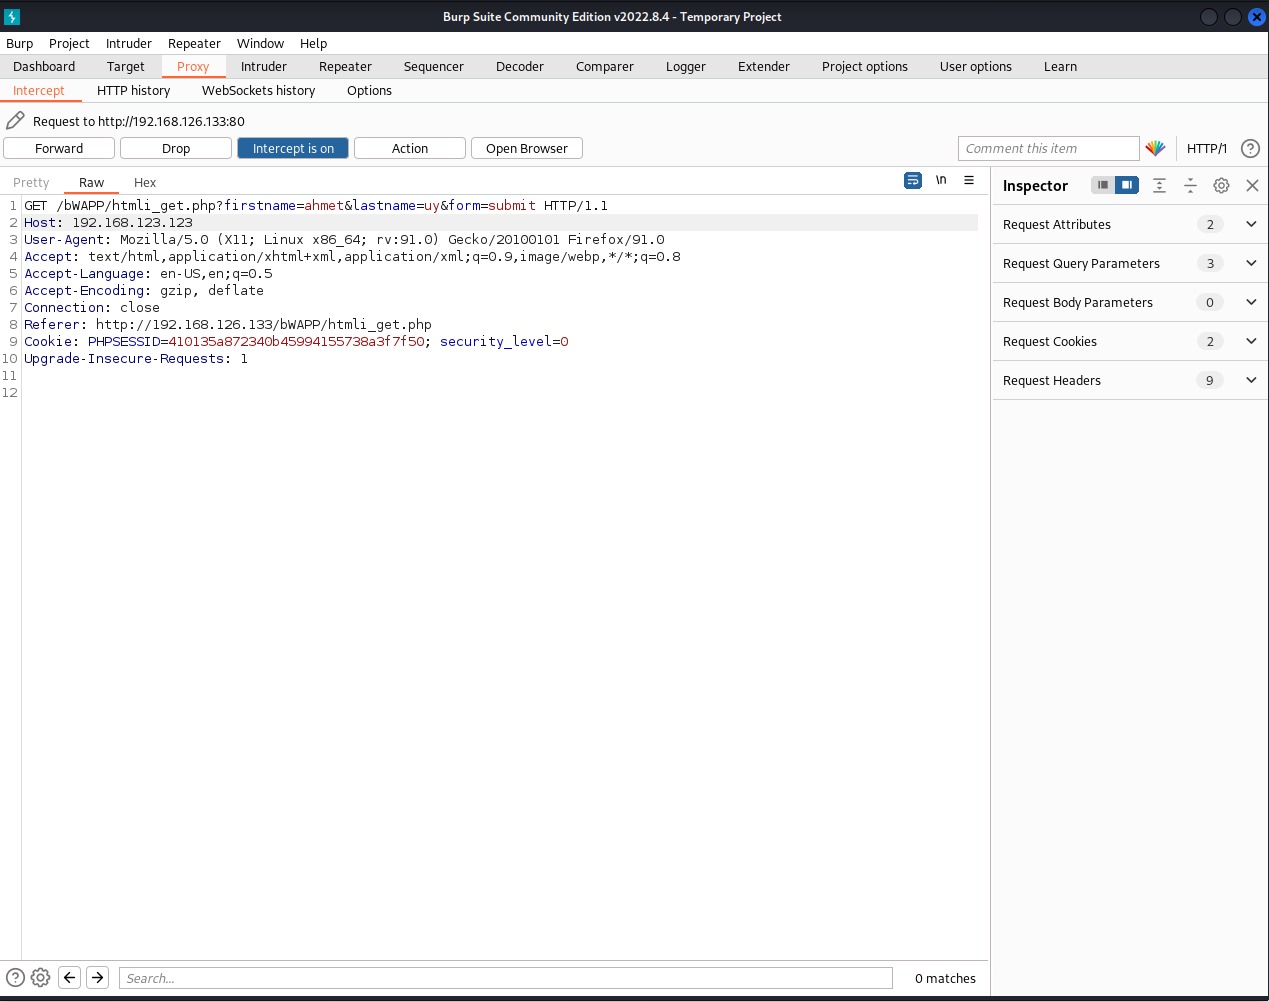 Burp Suite Community Edition v2022.8.4 - Temporary Project
Burp Project Intruder Repeater Window Help
Dashboard Target Proxy Intruder Repeater Sequencer Decoder Comparer Logger Extender Project options User options Learn
Intercept HTTP history WebSockets history Options
Request to http://192.168.126.133:80
Forward Drop Intercept is on Action Open Browser Comment this item HTTP/1 ?
Pretty Raw Hex \n
1 GET /bWAPP/htmli_get.php?firstname=ahmet&lastname=uy&form=submit HTTP/1.1
2 Host: 192.168.123.123
3 User-Agent: Mozilla/5.0 (X11; Linux x86_64; rv:91.0) Gecko/20100101 Firefox/91.0
4 Accept: text/html,application/xhtml+xml,application/xml;q=0.9,image/webp,*/*;q=0.8
5 Accept-Language: en-US,en;q=0.5
6 Accept-Encoding: gzip, deflate
7 Connection: close
8 Referer: http://192.168.126.133/bWAPP/htmli_get.php
9 Cookie: PHPSESSID=410135a872340b45994155738a3f7f50; security_level=0
10 Upgrade-Insecure-Requests: 1
11
12
Inspector
Request Attributes 2
Request Query Parameters 3
Request Body Parameters 0
Request Cookies 2
Request Headers 9
? Search... 0 matches